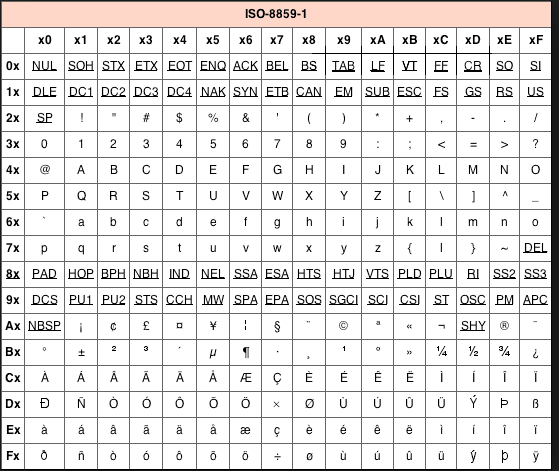 ISO-8859-1
x0 x1 x2 x3 x4 x5 x6 x7 x8 x9 xA xB xC xD xE xF
0x NUL SOH STX ETX EOT ENQ ACK BEL BS TAB LF VT FF CR SO SI
1x DLE DC1 DC2 DC3 DC4 NAK SYN ETB CAN EM SUB ESC FS GS RS US
2x SP ! " # $ % & ' ( ) * + , - . /
3x 0 1 2 3 4 5 6 7 8 9 : ; < = > ?
4x @ A B C D E F G H I J K L M N O
5x P Q R S T U V W X Y Z [ \ ] ^ _
6x ` a b c d e f g h i j k l m n o
7x p q r s t u v w x y z { | } ~ DEL
8x PAD HOP BPH NBH IND NEL SSA ESA HTS HTJ VTS PLD PLU RI SS2 SS3
9x DCS PU1 PU2 STS CCH MW SPA EPA SOS SGCI SCI CSI ST OSC PM APC
Ax NBSP ¡ ¢ £ ¤ ¥ ¦ § ¨ © ª « ¬ SHY ® ¯
Bx ° ± ² ³ ´ µ ¶ · ¸ ¹ º » ¼ ½ ¾ ¿
Cx À Á Â Ã Ä Å Æ Ç È É Ê Ë Ì Í Î Ï
Dx Ð Ñ Ò Ó Ô Õ Ö × Ø Ù Ú Û Ü Ý Þ ß
Ex à á â ã ä å æ ç è é ê ë ì í î ï
Fx ð ñ ò ó ô õ ö ÷ ø ù ú û ü ý þ ÿ